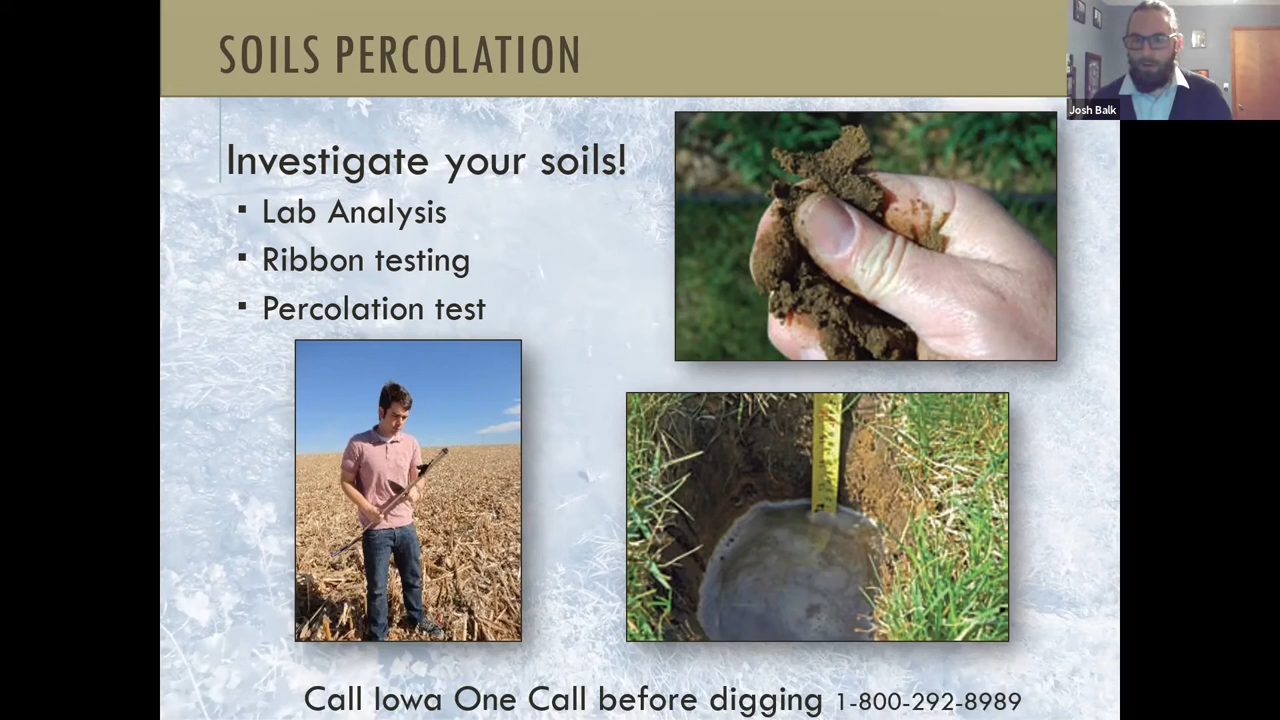 SOILS PERCOLATION
Josh Balk
Investigate your soils!
▪ Lab Analysis
▪ Ribbon testing
▪ Percolation test
Call Iowa One Call before digging 1-800-292-8989